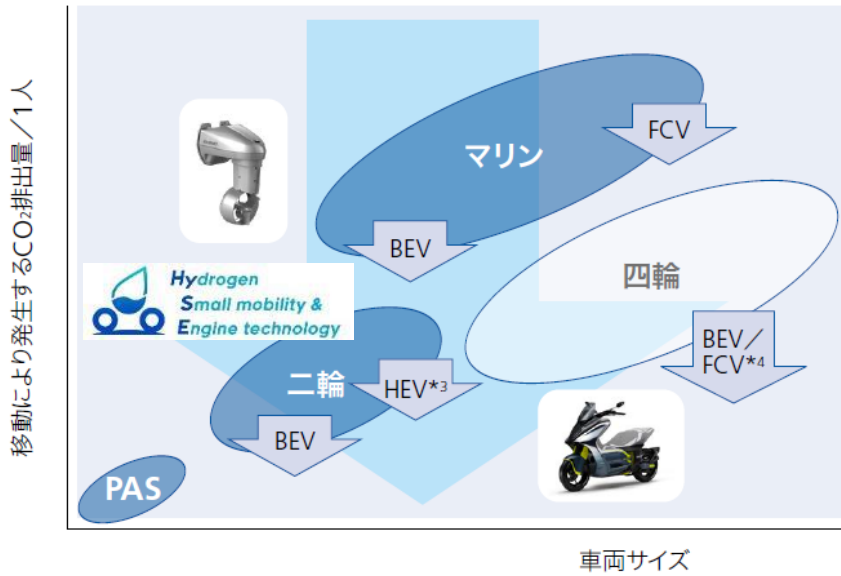 移動により発生するCO₂排出量／1人
マリン
FCV
BEV
四輪
Hydrogen
Small mobility &
Engine technology
BEV／
FCV*4
二輪
HEV*3
BEV
PAS
車両サイズ